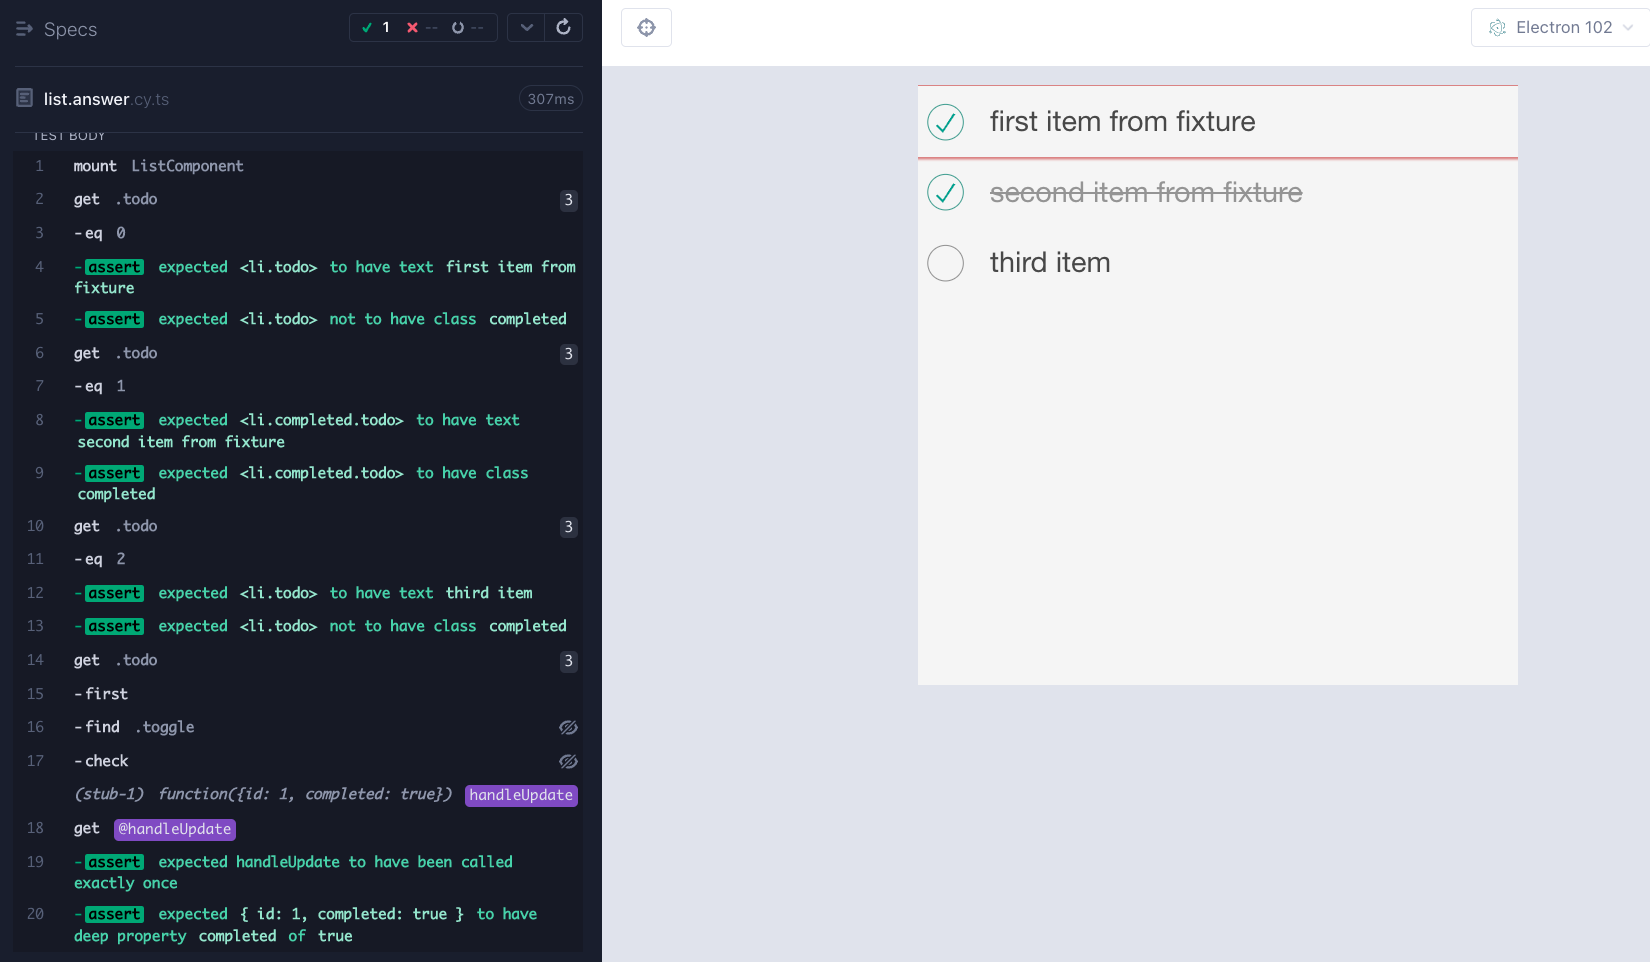 Specs
1 -- --
list.answer.cy.ts 307ms
TEST BODY
1 mount ListComponent
2 get .todo 3
3 -eq 0
4 -assert expected <li.todo> to have text first item from
fixture
5 -assert expected <li.todo> not to have class completed
6 get .todo 3
7 -eq 1
8 -assert expected <li.completed.todo> to have text
second item from fixture
9 -assert expected <li.completed.todo> to have class
completed
10 get .todo 3
11 -eq 2
12 -assert expected <li.todo> to have text third item
13 -assert expected <li.todo> not to have class completed
14 get .todo 3
15 -first
16 -find .toggle
17 -check
(stub-1) function({id: 1, completed: true}) handleUpdate
18 get @handleUpdate
19 -assert expected handleUpdate to have been called
exactly once
20 -assert expected { id: 1, completed: true } to have
deep property completed of true
Electron 102
first item from fixture
second item from fixture
third item